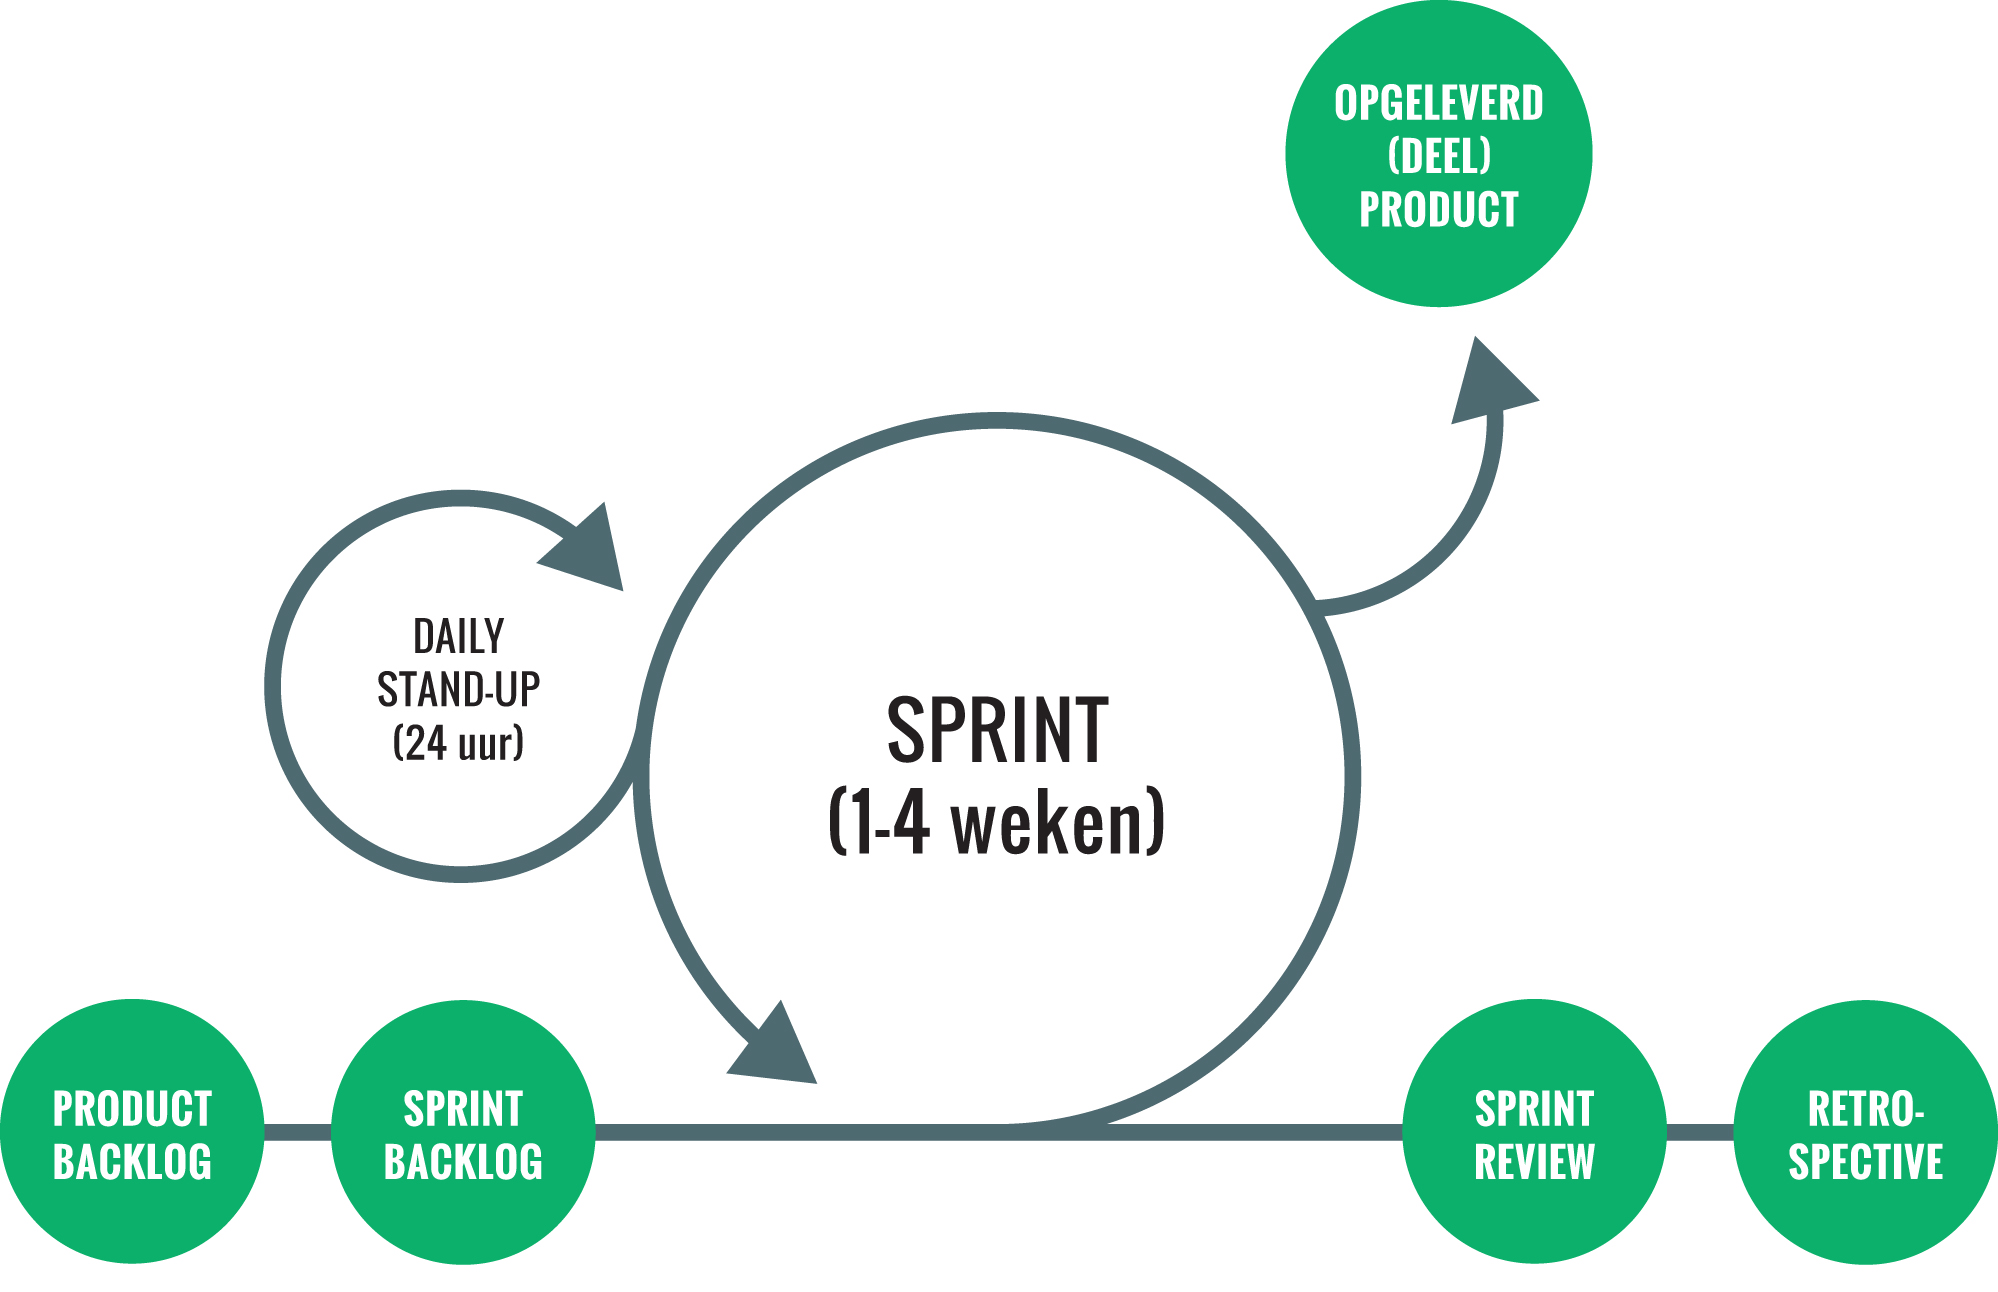 OPGELEVERD
(DEEL)
PRODUCT
DAILY
STAND-UP
(24 uur)
SPRINT
(1-4 weken)
PRODUCT
BACKLOG
SPRINT
BACKLOG
SPRINT
REVIEW
RETRO-
SPECTIVE